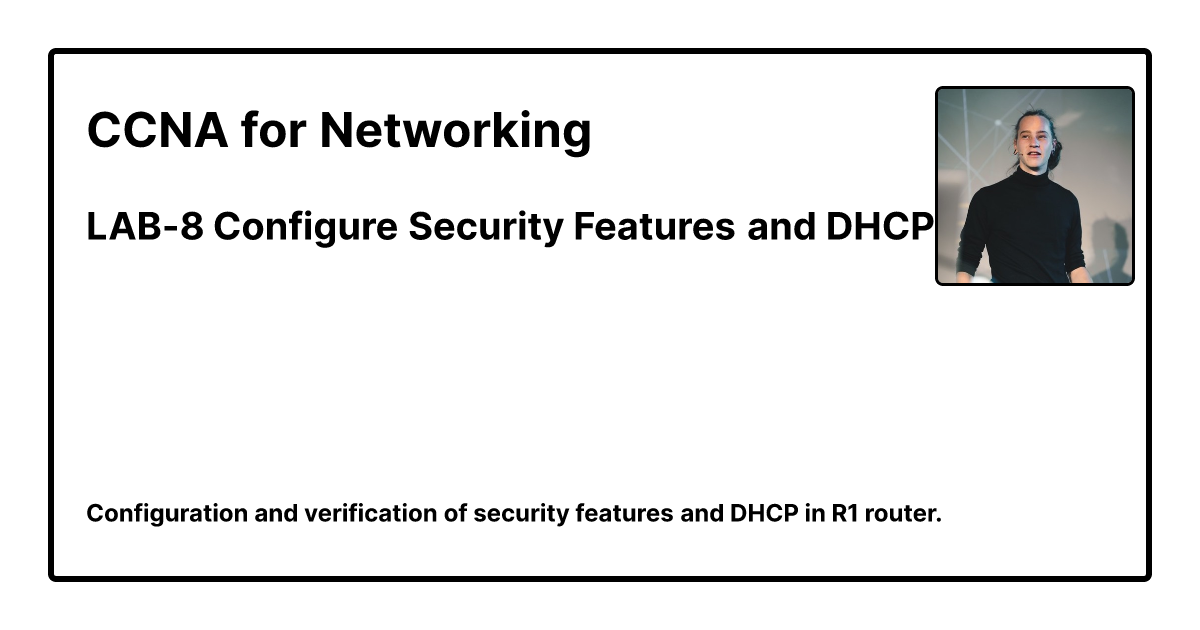 CCNA for Networking
LAB-8 Configure Security Features and DHCP
Configuration and verification of security features and DHCP in R1 router.